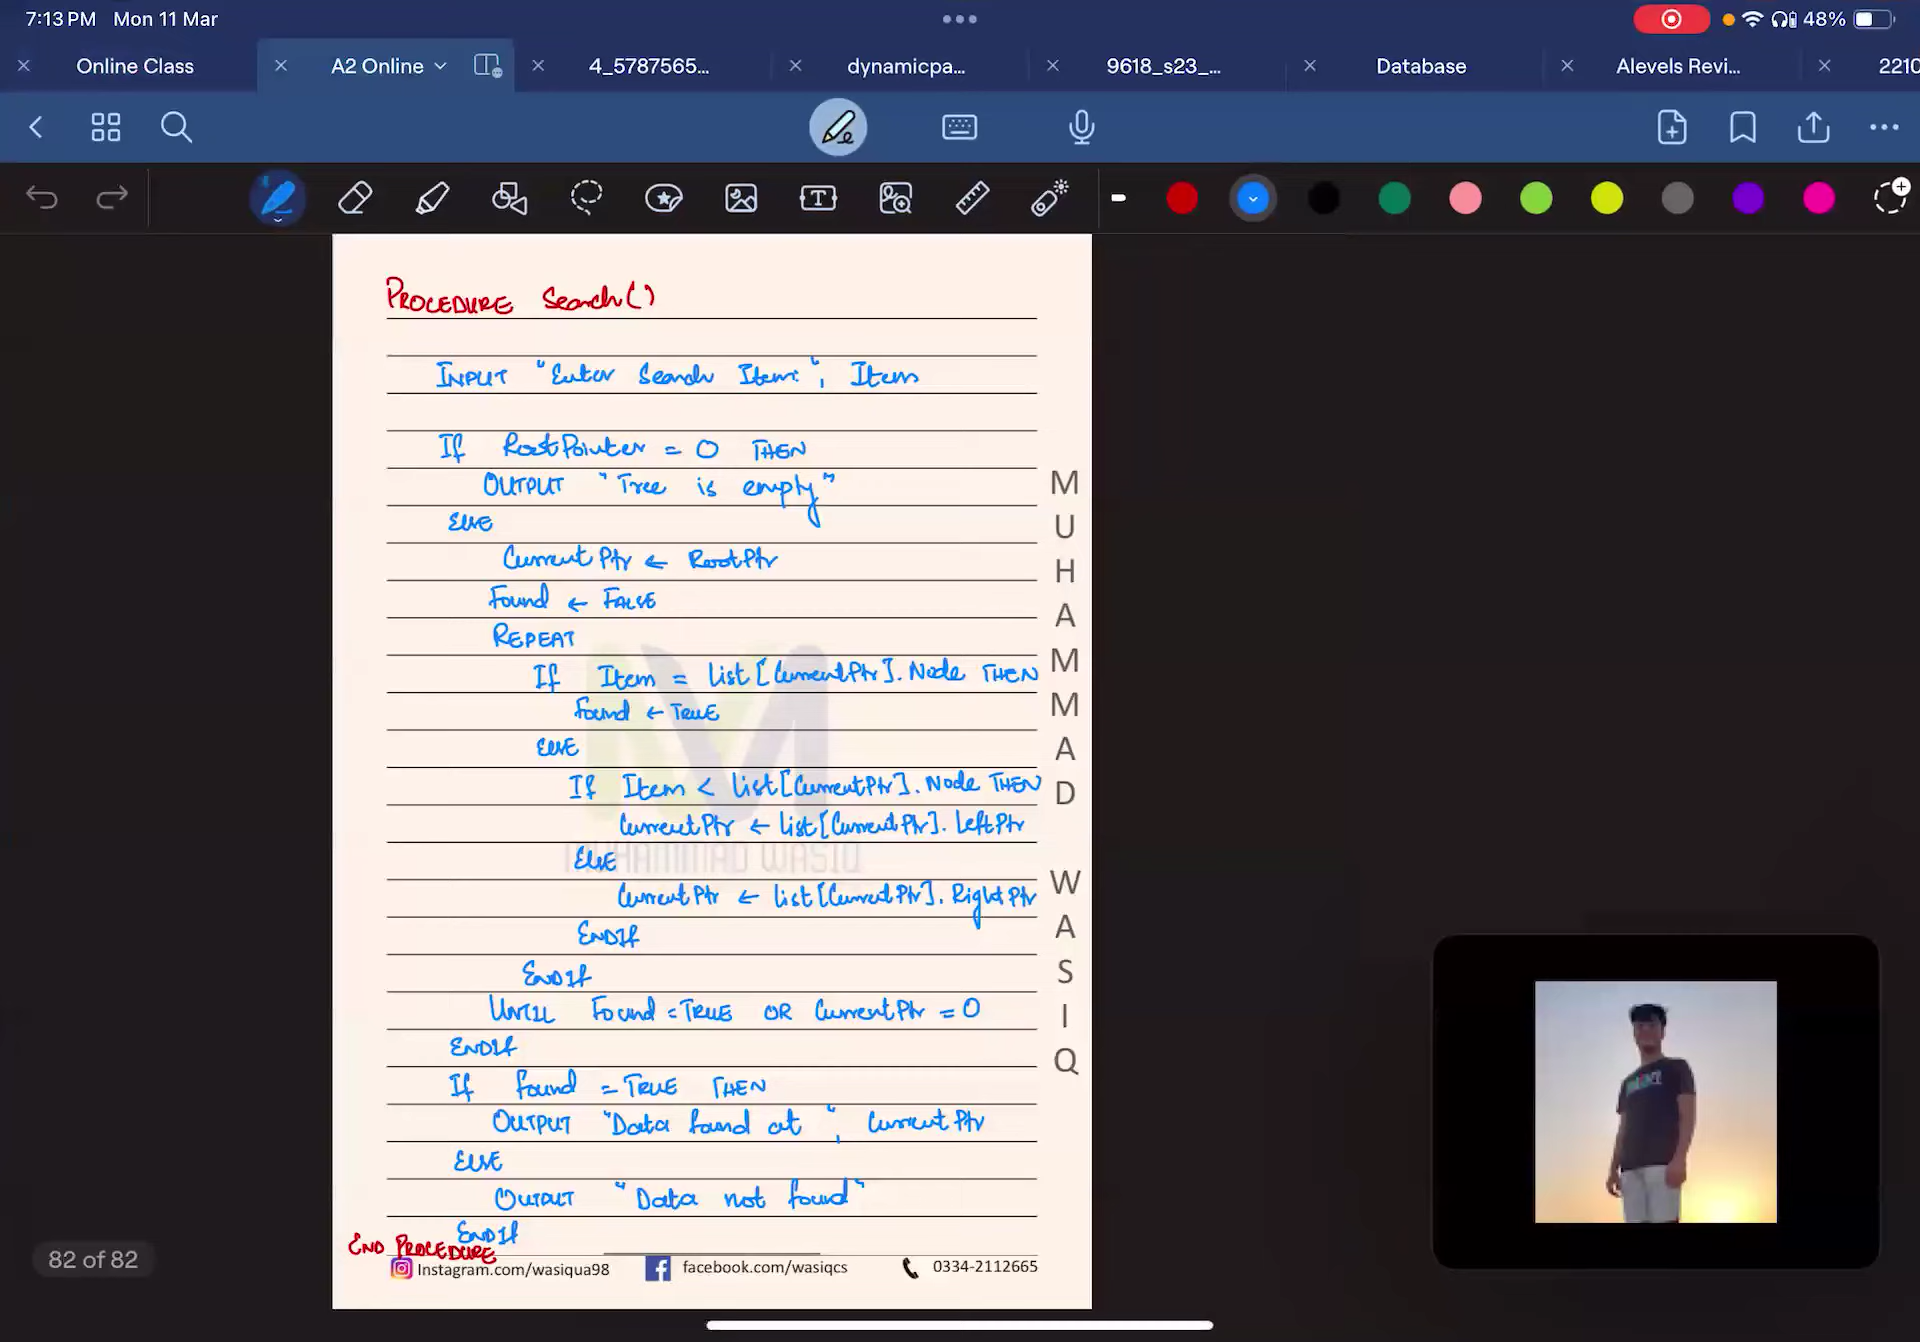 7:13 PM Mon 11 Mar
48%
Online Class
A2 Online
4_5787565...
dynamicpa...
9618_s23_...
Database
Alevels Revi...
2210
PROCEDURE Search()
INPUT "Enter Search Item:", Item
If RootPointer = 0 THEN
OUTPUT "Tree is empty"
ELSE
CurrentPtr ← RootPtr
Found ← FALSE
REPEAT
If Item = List[CurrentPtr].Node THEN
Found ← TRUE
ELSE
If Item < List[CurrentPtr].Node THEN
CurrentPtr ← List[CurrentPtr].LeftPtr
ELSE
CurrentPtr ← List[CurrentPtr].RightPtr
ENDIf
ENDIf
UNTIL Found = TRUE OR CurrentPtr = 0
ENDIf
If found = TRUE THEN
OUTPUT "Data found at ", CurrentPtr
ELSE
OUTPUT "Data not found"
ENDIf
END PROCEDURE
MUHAMMAD WASIQ
MUHAMMAD WASIQ
Instagram.com/wasiqua98
facebook.com/wasiqcs
0334-2112665
82 of 82